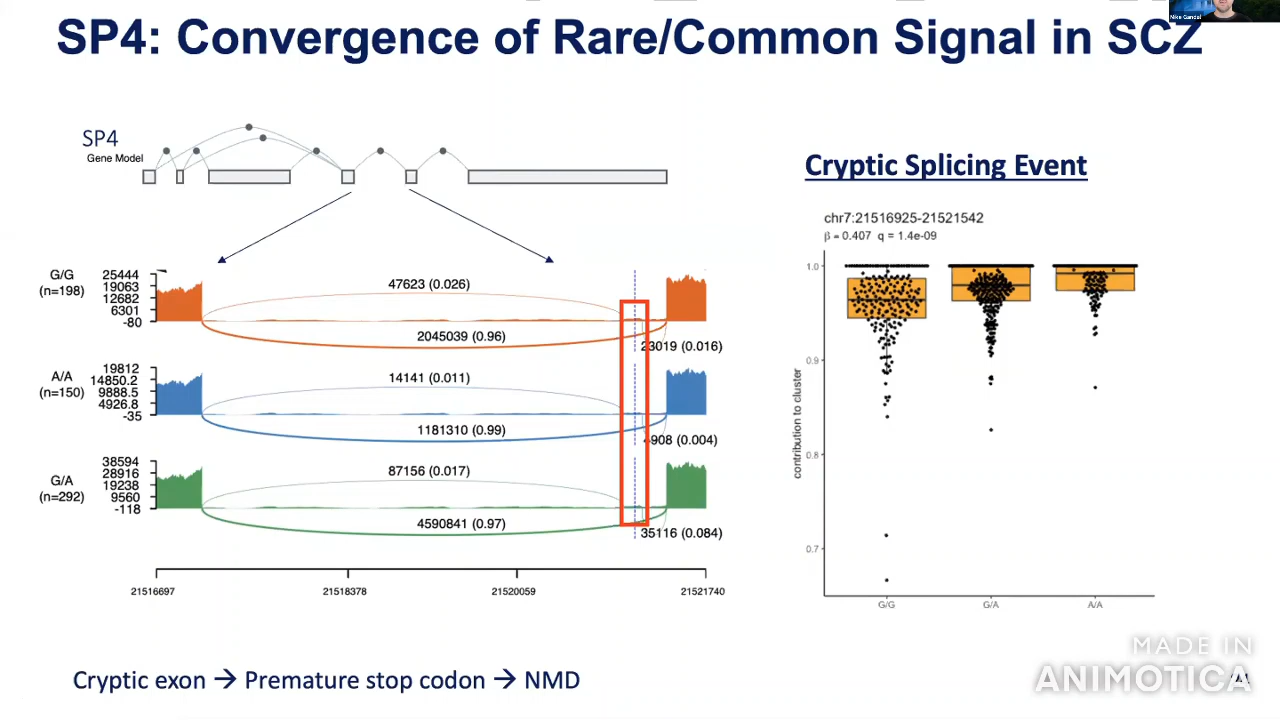 SP4: Convergence of Rare/Common Signal in SCZ
Mike Gandal
SP4
Gene Model
Cryptic Splicing Event
chr7:21516925-21521542
β = 0.407 q = 1.4e-09
G/G
(n=198)
25444
19063
12682
6301
-80
47623 (0.026)
2045039 (0.96)
23019 (0.016)
A/A
(n=150)
19812
14850.2
9888.5
4926.8
-35
14141 (0.011)
1181310 (0.99)
4908 (0.004)
G/A
(n=292)
38594
28916
19238
9560
-118
87156 (0.017)
4590841 (0.97)
35116 (0.084)
21516697
21518378
21520059
21521740
contribution to cluster
1.0
0.9
0.8
0.7
G/G
G/A
A/A
Cryptic exon → Premature stop codon → NMD
MADE IN
ANIMOTICA